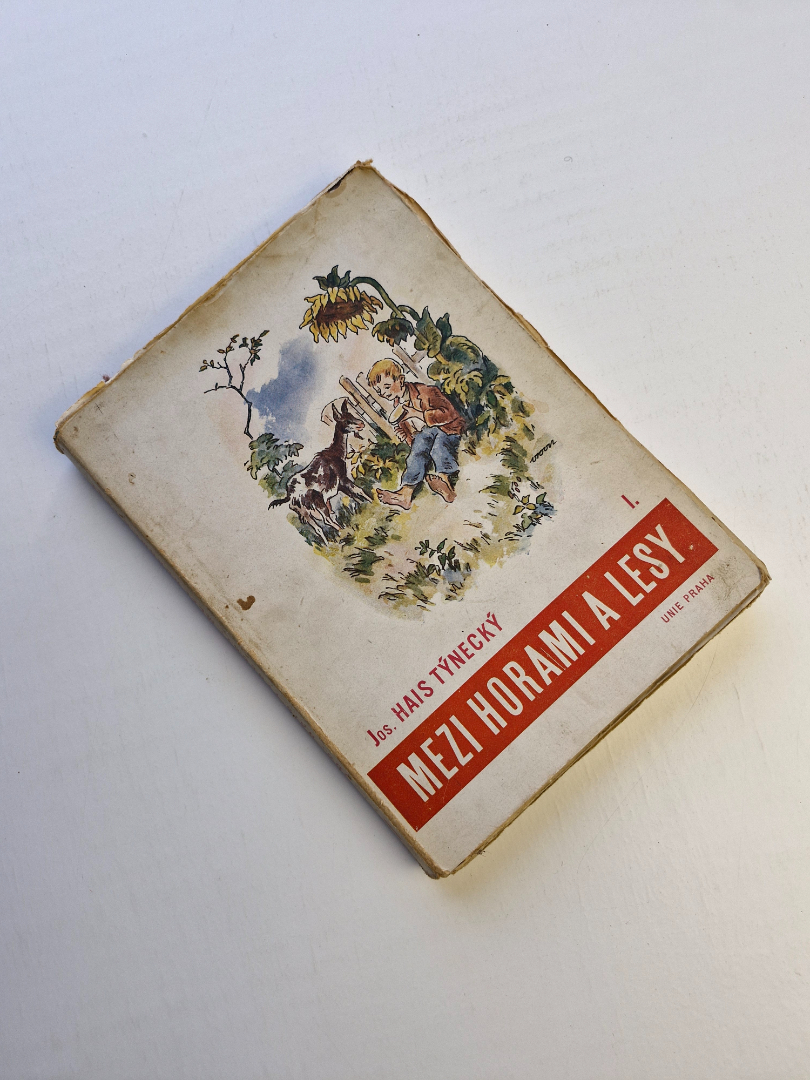 I.
Jos. HAIS TÝNECKÝ
MEZI HORAMI A LESY
UNIE PRAHA